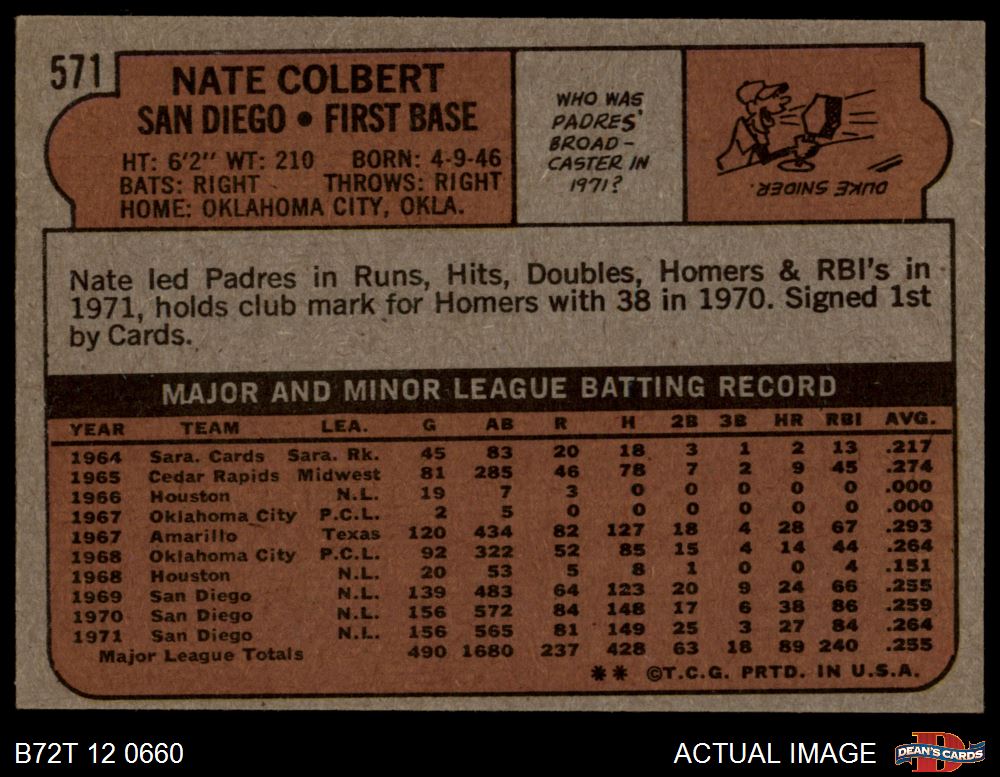 571
NATE COLBERT
SAN DIEGO • FIRST BASE
HT: 6'2" WT: 210 BORN: 4-9-46
BATS: RIGHT THROWS: RIGHT
HOME: OKLAHOMA CITY, OKLA.
WHO WAS
PADRES'
BROAD-
CASTER IN
1971?
DUKE SNIDER.
Nate led Padres in Runs, Hits, Doubles, Homers & RBI's in
1971, holds club mark for Homers with 38 in 1970. Signed 1st
by Cards.
MAJOR AND MINOR LEAGUE BATTING RECORD
YEAR TEAM LEA. G AB R H 2B 3B HR RBI AVG.
1964 Sara. Cards Sara. Rk. 45 83 20 18 3 1 2 13 .217
1965 Cedar Rapids Midwest 81 285 46 78 7 2 9 45 .274
1966 Houston N.L. 19 7 3 0 0 0 0 0 .000
1967 Oklahoma City P.C.L. 2 5 0 0 0 0 0 0 .000
1967 Amarillo Texas 120 434 82 127 18 4 28 67 .293
1968 Oklahoma City P.C.L. 92 322 52 85 15 4 14 44 .264
1968 Houston N.L. 20 53 5 8 1 0 0 4 .151
1969 San Diego N.L. 139 483 64 123 20 9 24 66 .255
1970 San Diego N.L. 156 572 84 148 17 6 38 86 .259
1971 San Diego N.L. 156 565 81 149 25 3 27 84 .264
Major League Totals 490 1680 237 428 63 18 89 240 .255
** ©T.C.G. PRTD. IN U.S.A.
B72T 12 0660
ACTUAL IMAGE
DEAN'S CARDS